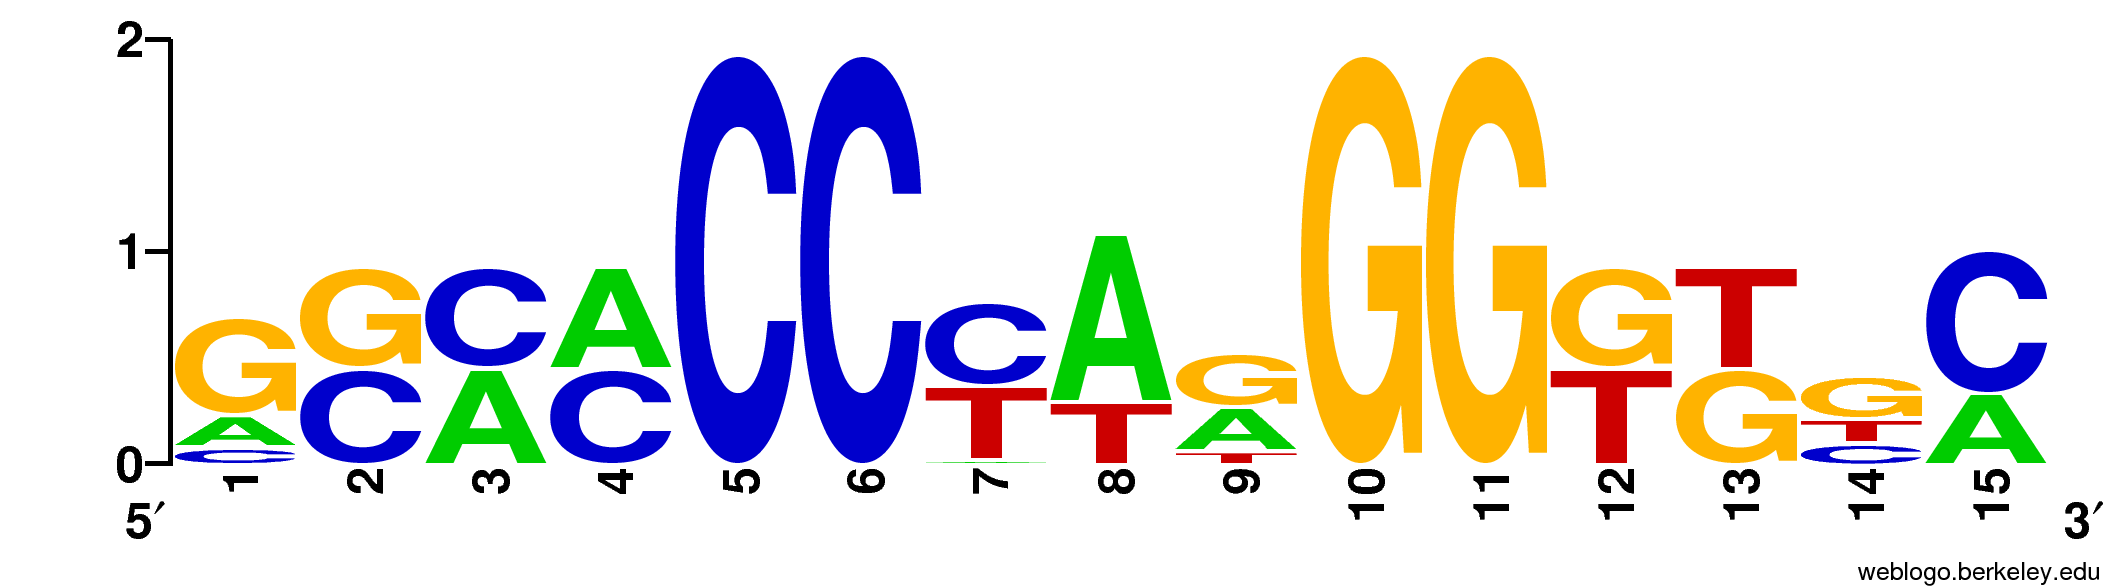 2
1
0
G G C A C C C A G G G G T G C
A C A C T T A T G T A
C A T C
1 2 3 4 5 6 7 8 9 10 11 12 13 14 15
5′ 3′
weblogo.berkeley.edu